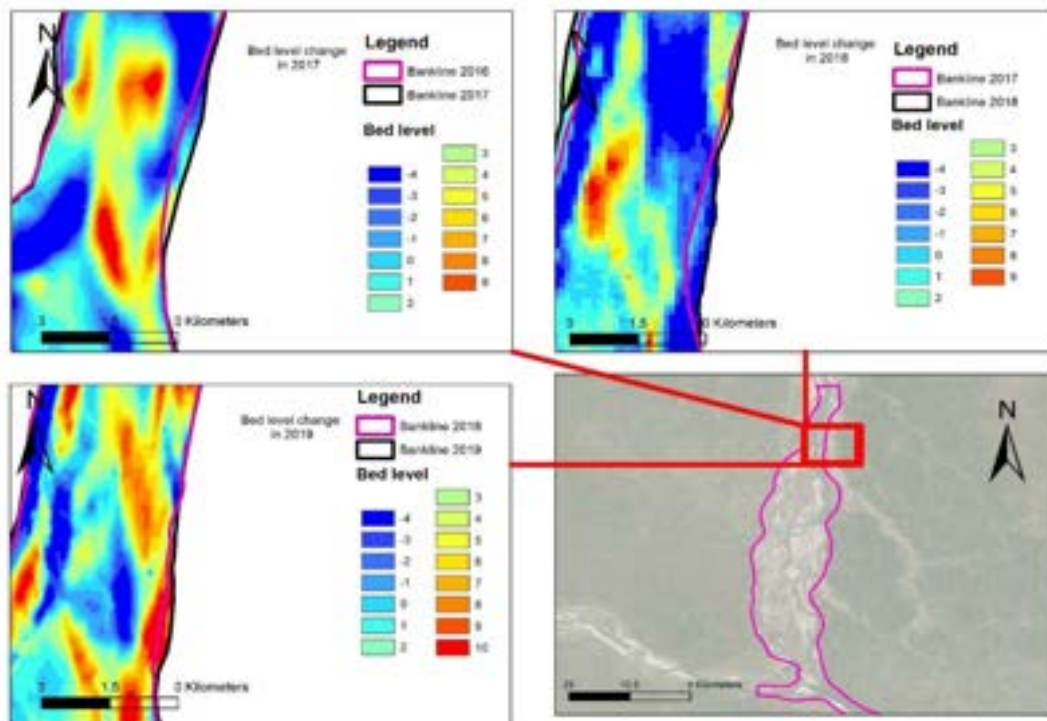 N
Bed level change
in 2017
Legend
Bankline 2016
Bankline 2017
Bed level
-4
-3
-2
-1
0
1
2
3
4
5
6
7
8
9
3 1.5 0 Kilometers
N
Bed level change
in 2018
Legend
Bankline 2017
Bankline 2018
Bed level
-4
-3
-2
-1
0
1
2
3
4
5
6
7
8
9
3 1.5 0 Kilometers
N
Bed level change
in 2019
Legend
Bankline 2018
Bankline 2019
Bed level
-4
-3
-2
-1
0
1
2
3
4
5
6
7
8
9
10
3 1.5 0 Kilometers
N
12.5 0 Kilometers